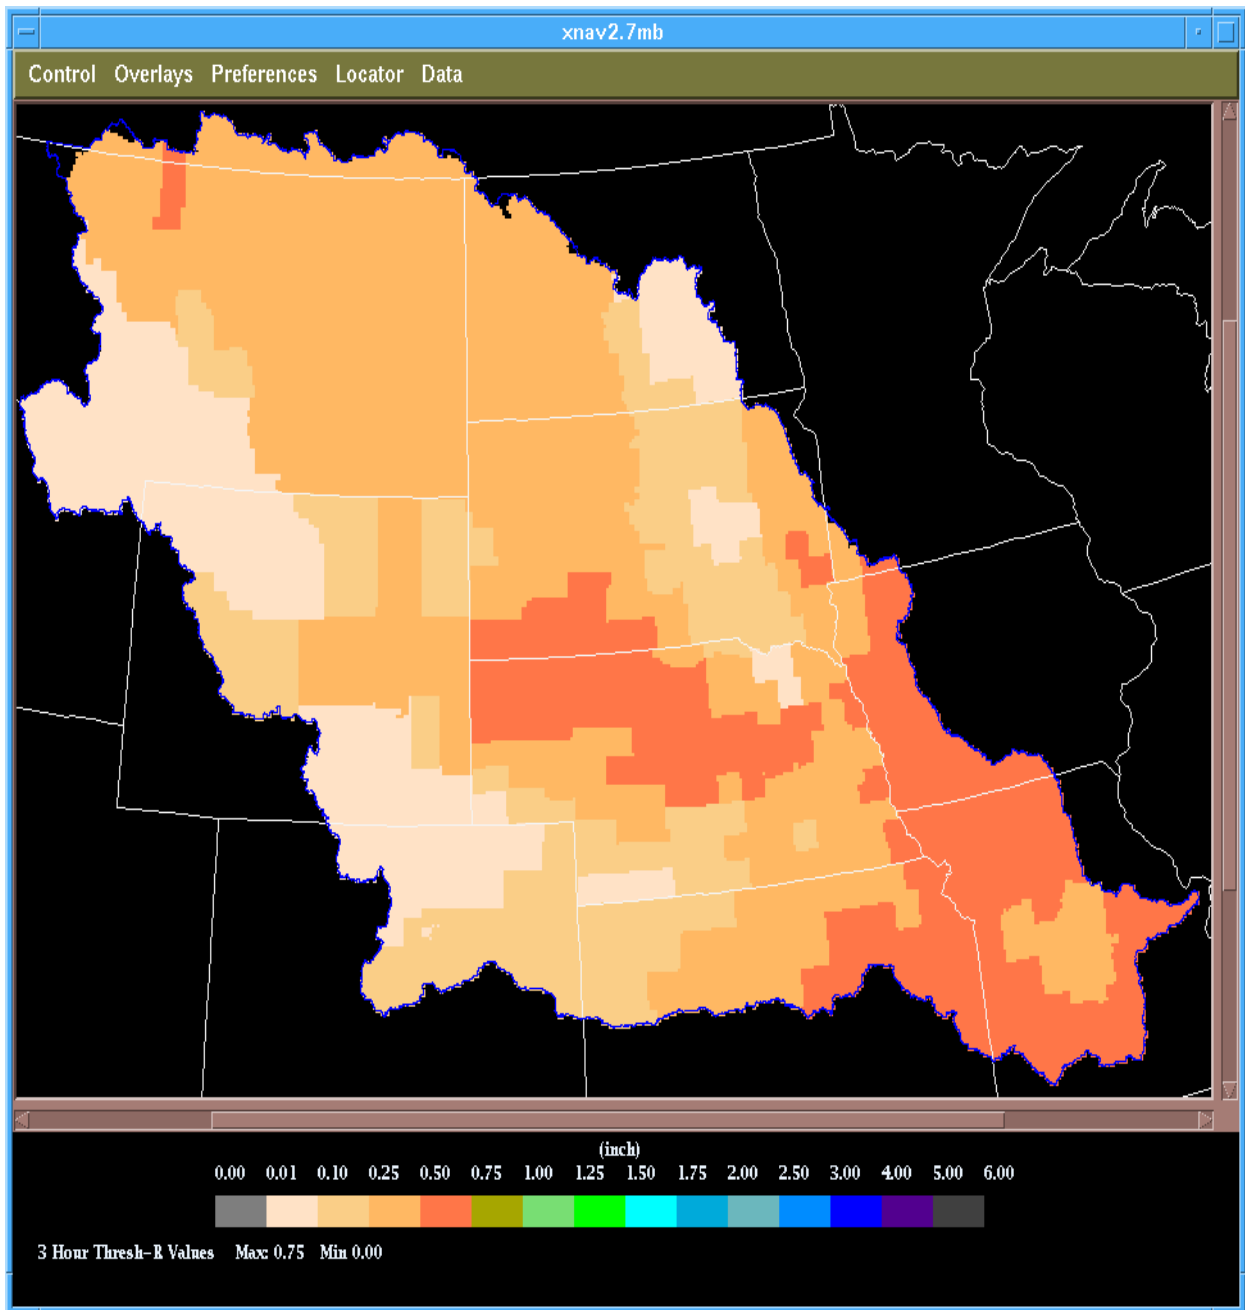 xnav2.7mb
Control Overlays Preferences Locator Data
(inch)
0.00 0.01 0.10 0.25 0.50 0.75 1.00 1.25 1.50 1.75 2.00 2.50 3.00 4.00 5.00 6.00
3 Hour Thresh-R Values Max: 0.75 Min 0.00